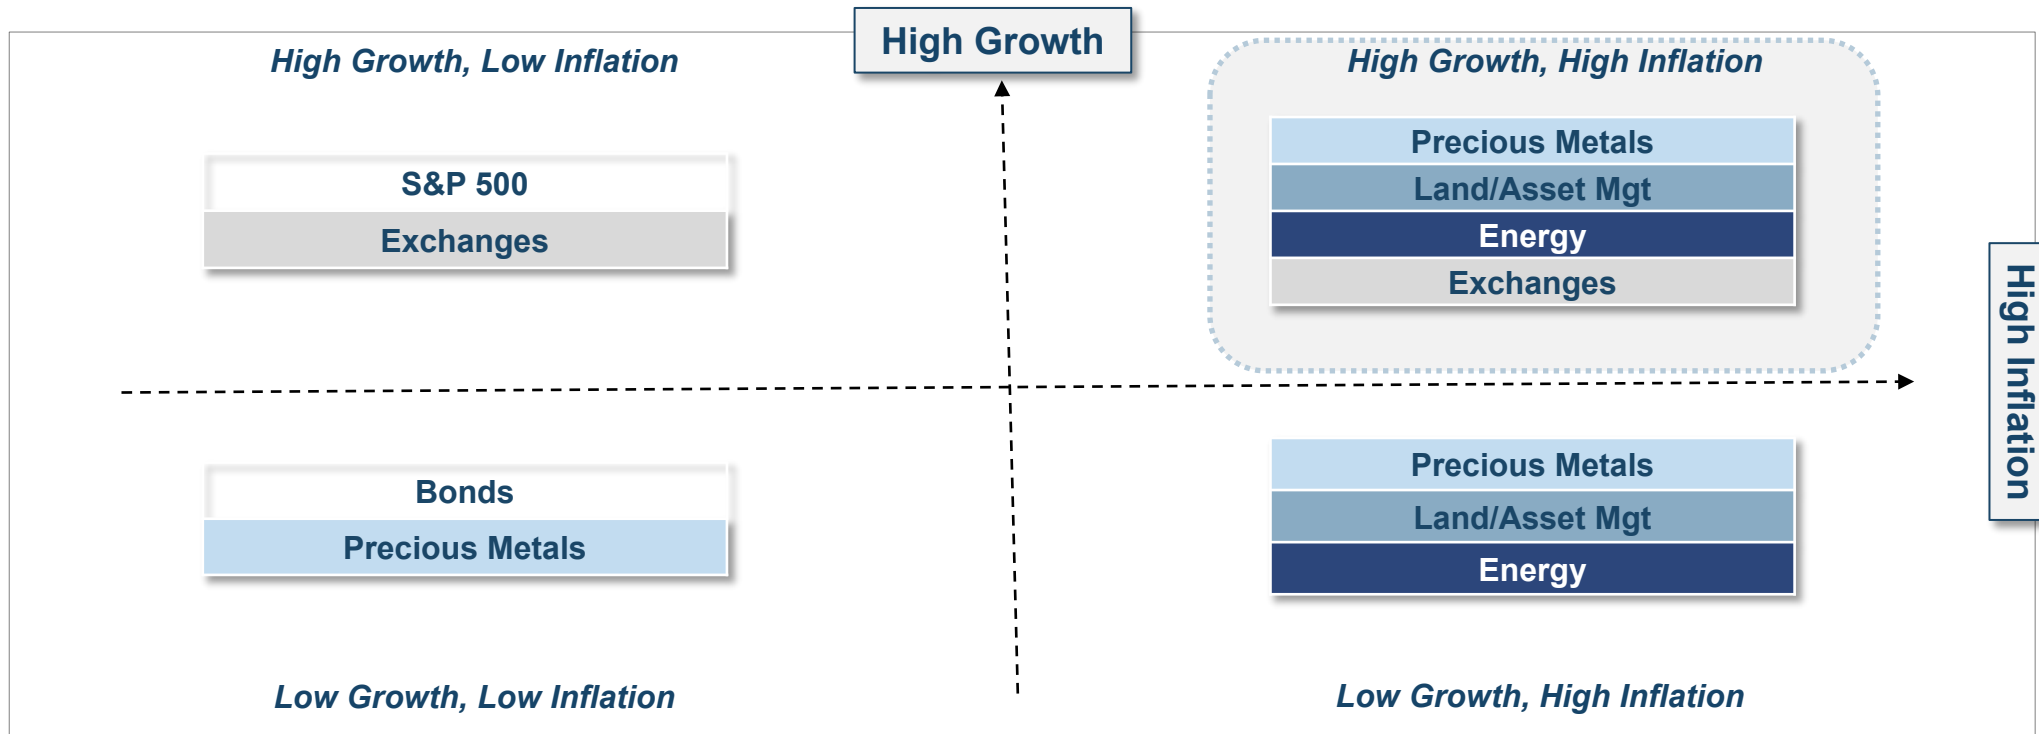 High Growth
High Growth, Low Inflation
S&P 500
Exchanges
High Growth, High Inflation
Precious Metals
Land/Asset Mgt
Energy
Exchanges
High Inflation
Bonds
Precious Metals
Low Growth, Low Inflation
Precious Metals
Land/Asset Mgt
Energy
Low Growth, High Inflation